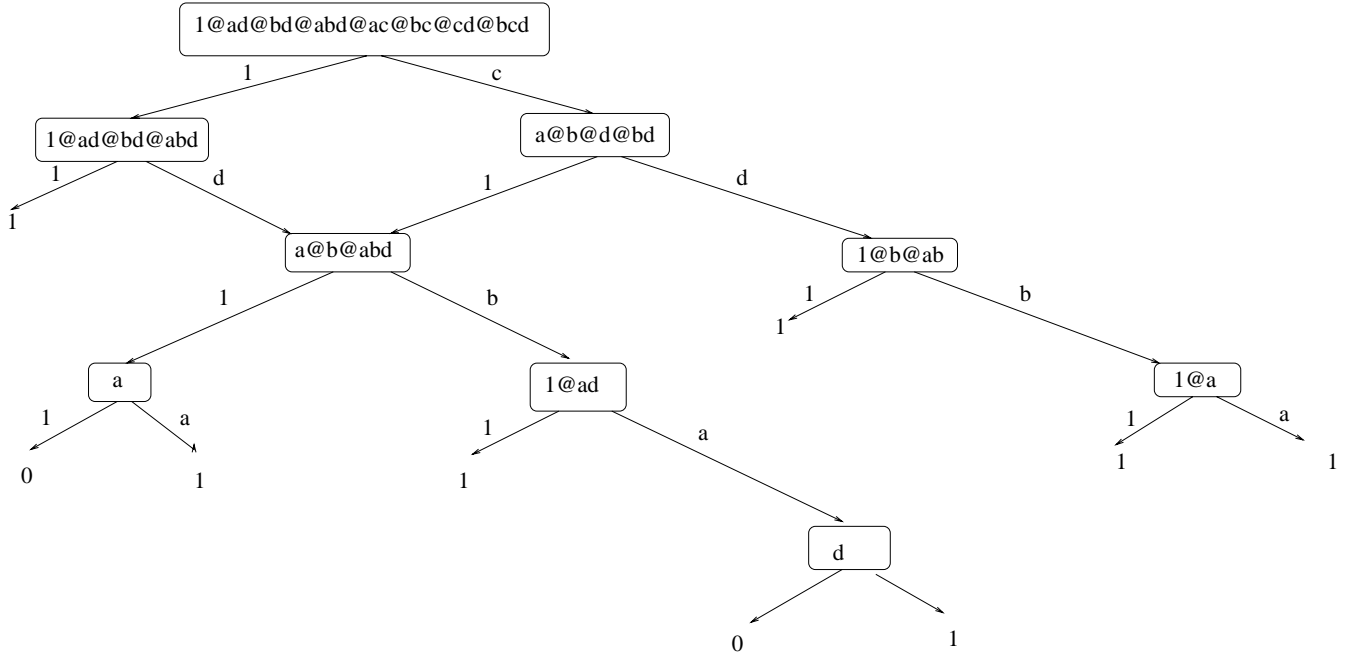 1@ad@bd@abd@ac@bc@cd@bcd
1 c
1@ad@bd@abd a@b@d@bd
1 d 1 d
1
a@b@abd 1@b@ab
1 b 1 b
1
a 1@ad 1@a
1 a 1 a 1 a
0 1 1 1 1
d
0 1